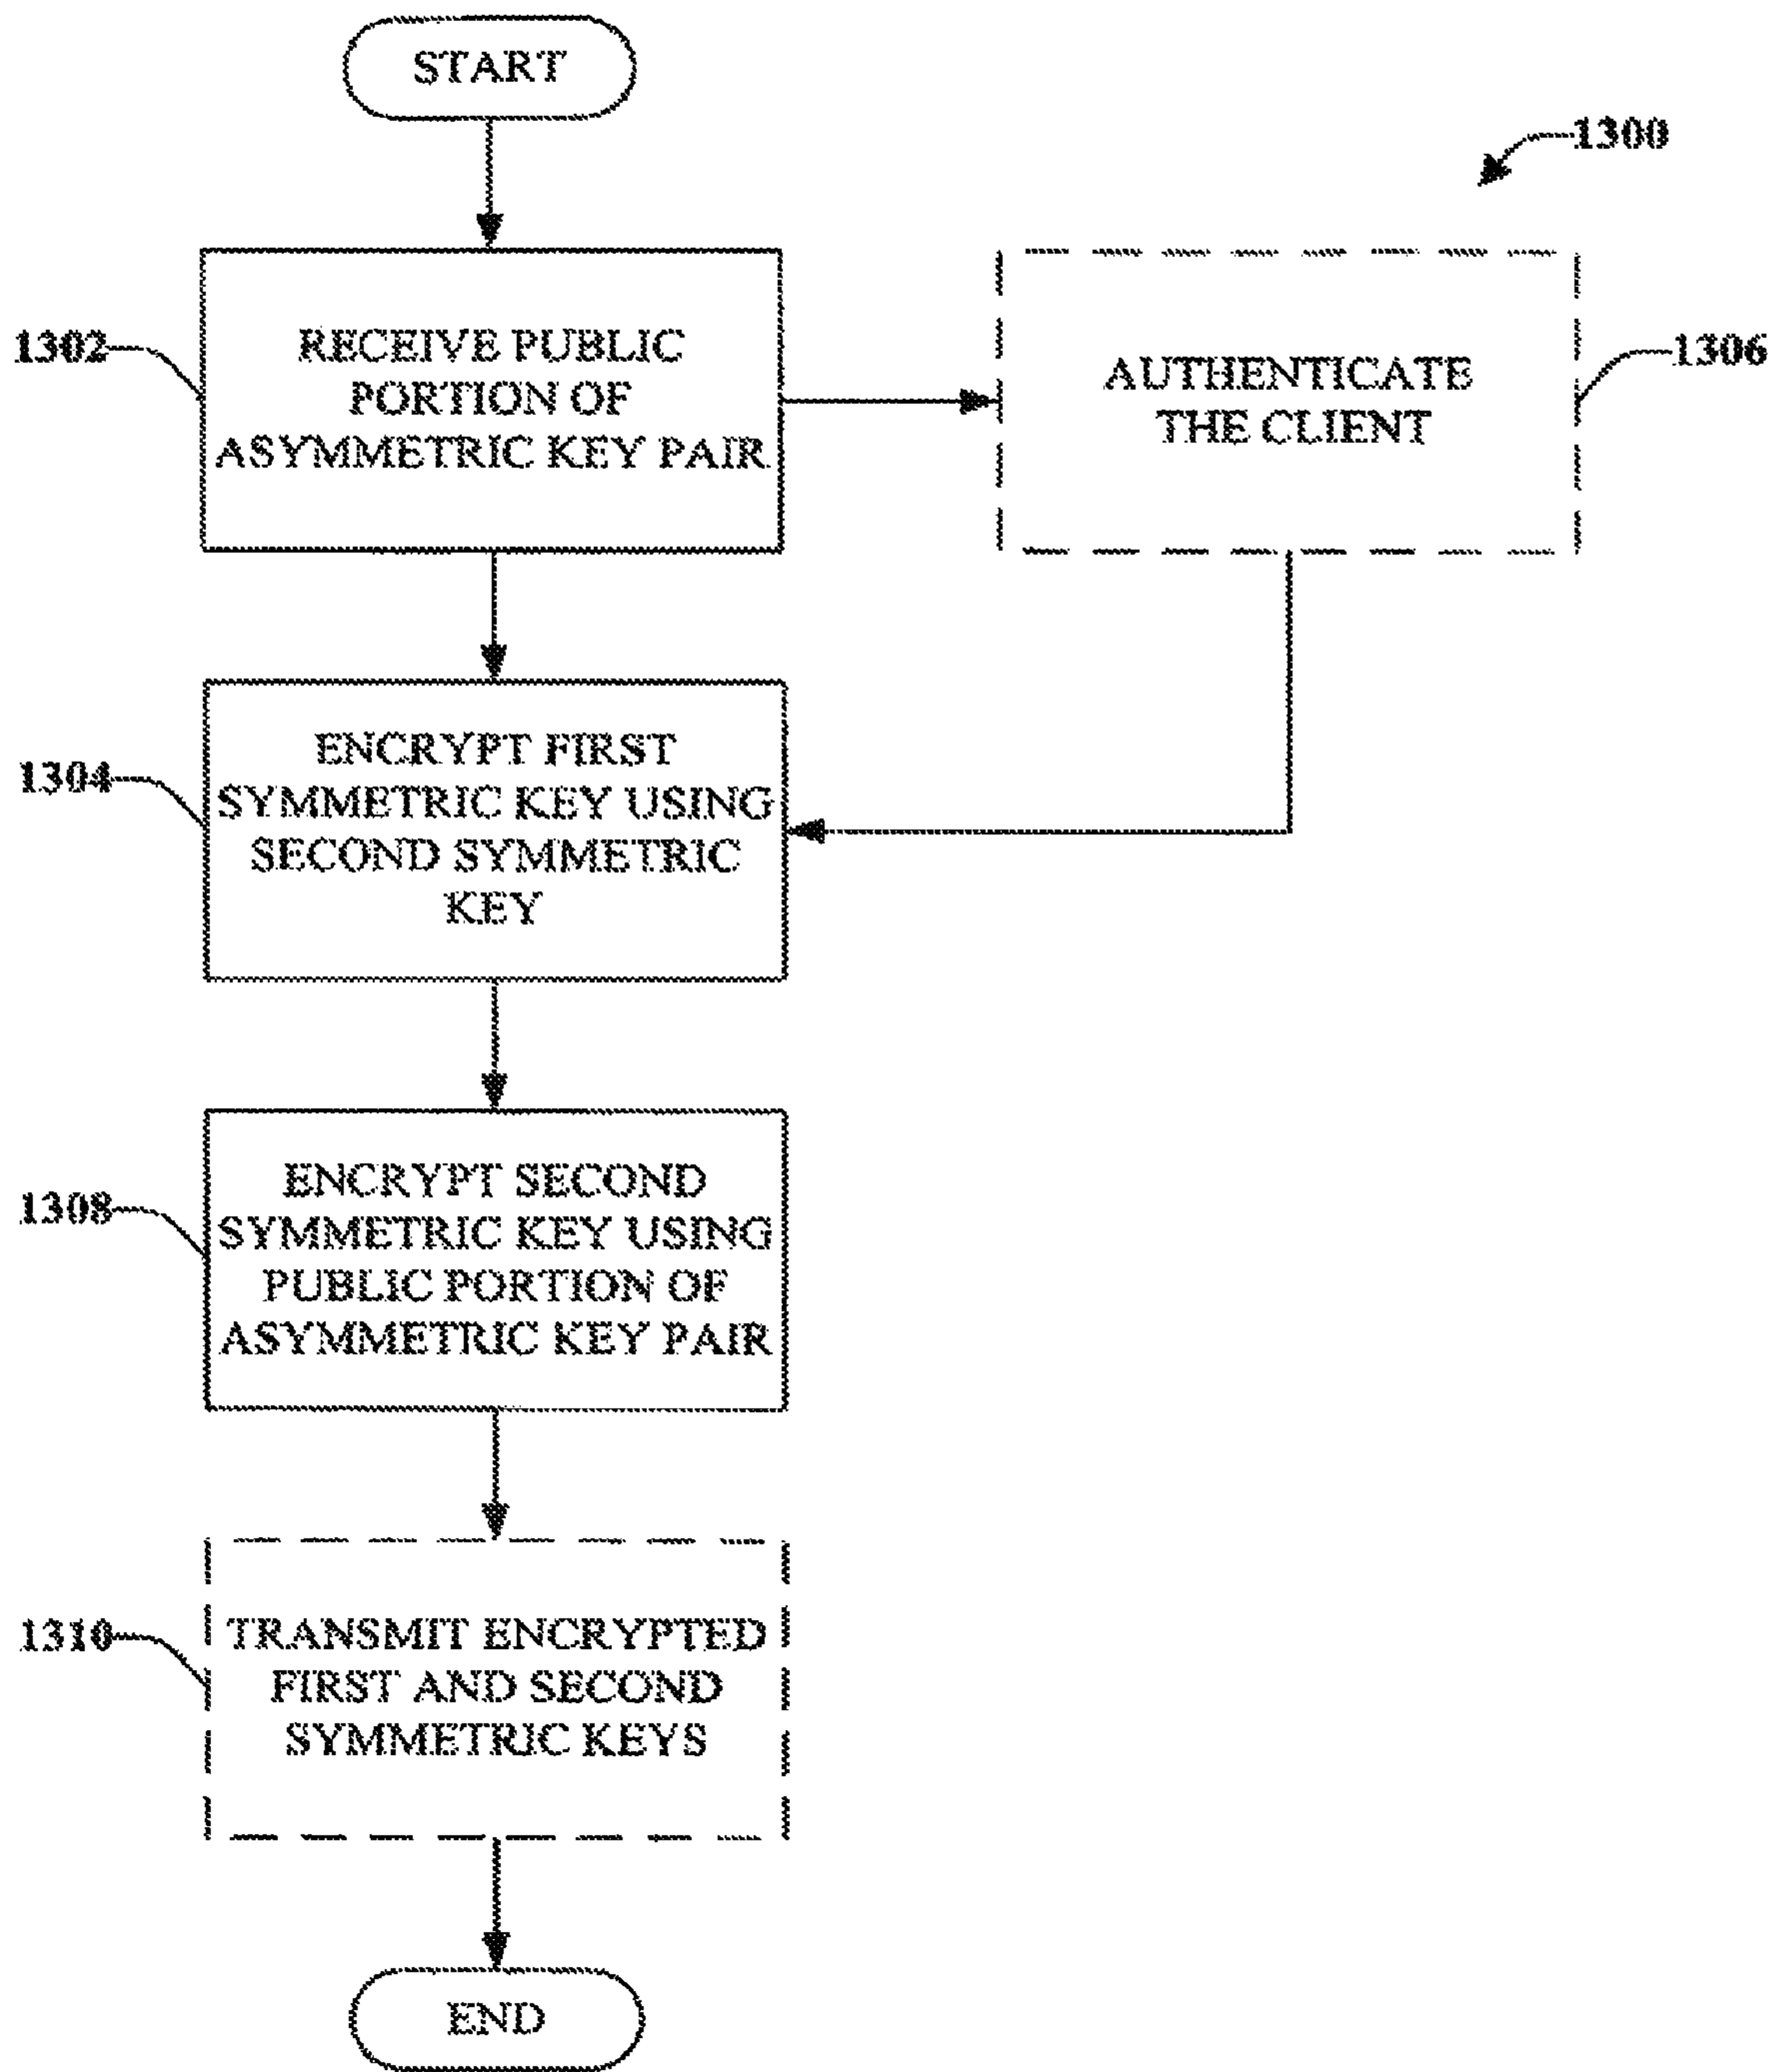 START
1300
1302
RECEIVE PUBLIC
PORTION OF
ASYMMETRIC KEY PAIR
AUTHENTICATE
THE CLIENT
1306
1304
ENCRYPT FIRST
SYMMETRIC KEY USING
SECOND SYMMETRIC
KEY
1308
ENCRYPT SECOND
SYMMETRIC KEY USING
PUBLIC PORTION OF
ASYMMETRIC KEY PAIR
1310
TRANSMIT ENCRYPTED
FIRST AND SECOND
SYMMETRIC KEYS
END